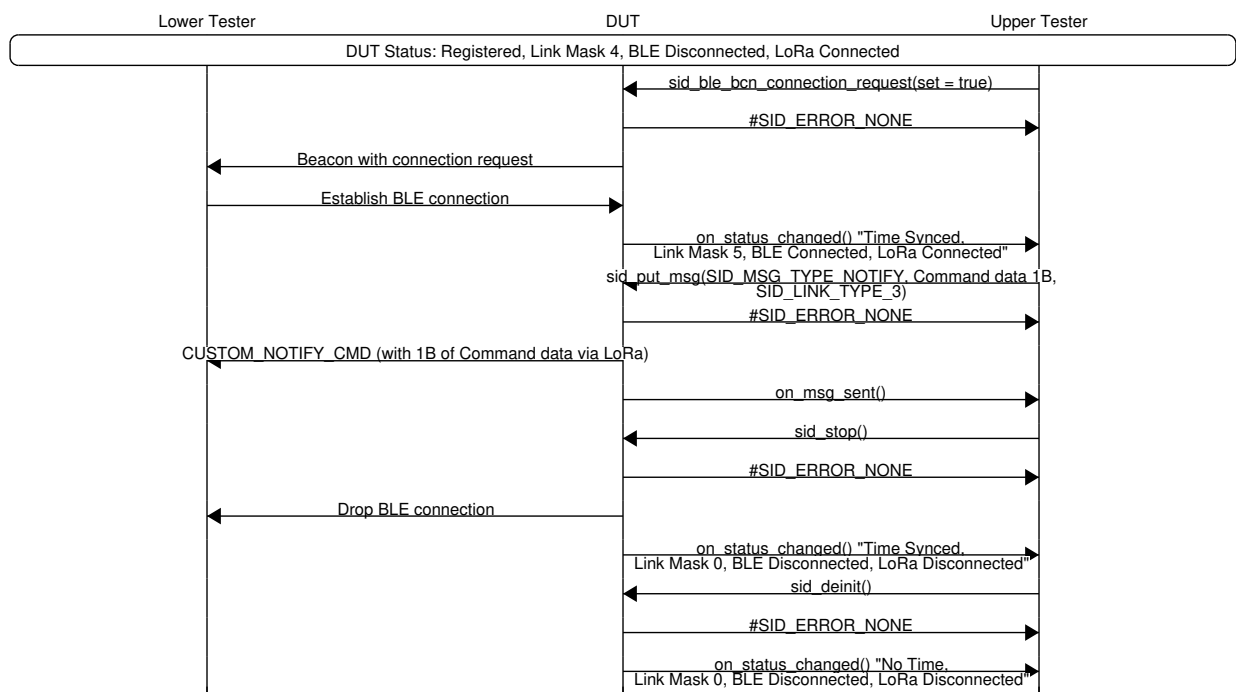 Lower Tester
DUT
Upper Tester
DUT Status: Registered, Link Mask 4, BLE Disconnected, LoRa Connected
sid_ble_bcn_connection_request(set = true)
#SID_ERROR_NONE
Beacon with connection request
Establish BLE connection
on_status_changed() "Time Synced,
Link Mask 5, BLE Connected, LoRa Connected"
sid_put_msg(SID_MSG_TYPE_NOTIFY, Command data 1B,
SID_LINK_TYPE_3)
#SID_ERROR_NONE
CUSTOM_NOTIFY_CMD (with 1B of Command data via LoRa)
on_msg_sent()
sid_stop()
#SID_ERROR_NONE
Drop BLE connection
on_status_changed() "Time Synced,
Link Mask 0, BLE Disconnected, LoRa Disconnected"
sid_deinit()
#SID_ERROR_NONE
on_status_changed() "No Time,
Link Mask 0, BLE Disconnected, LoRa Disconnected"